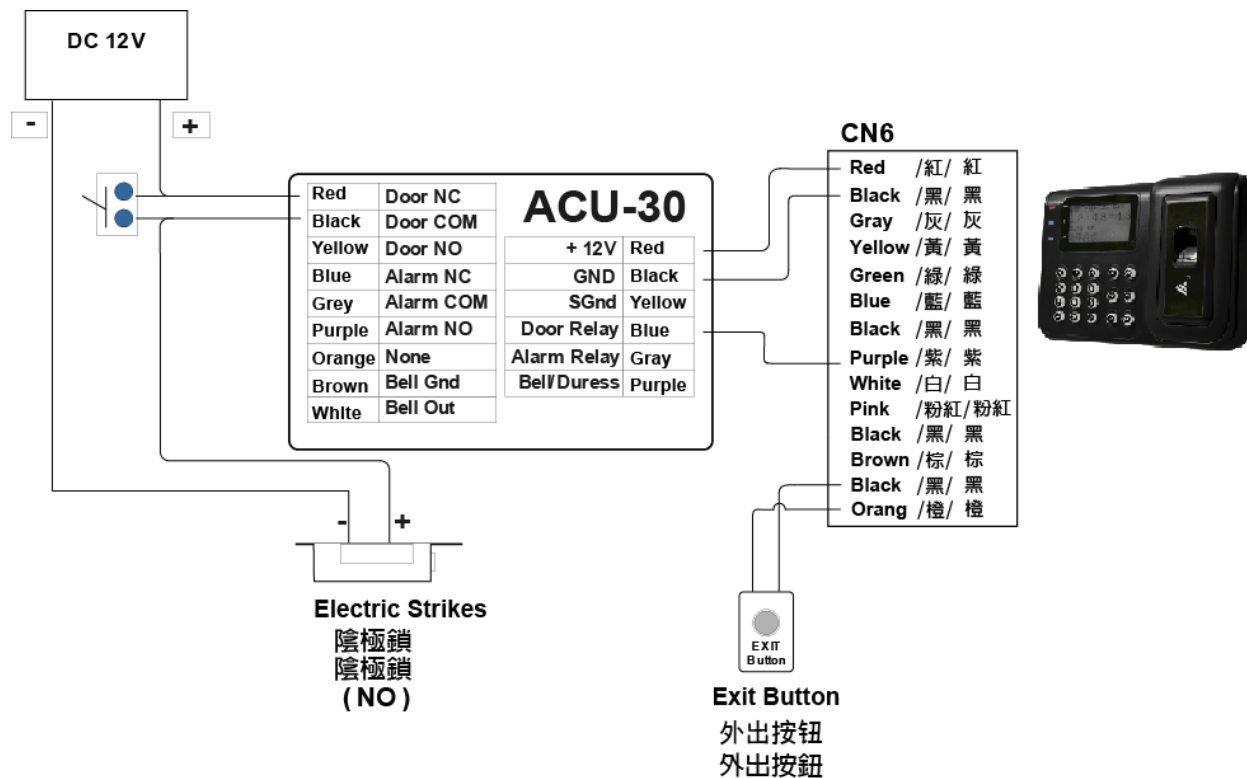 DC 12V
-
+
Red Door NC
Black Door COM
Yellow Door NO
Blue Alarm NC
Grey Alarm COM
Purple Alarm NO
Orange None
Brown Bell Gnd
White Bell Out
ACU-30
+ 12V Red
GND Black
SGnd Yellow
Door Relay Blue
Alarm Relay Gray
Bell/Duress Purple
CN6
Red /紅/ 紅
Black /黑/ 黑
Gray /灰/ 灰
Yellow /黃/ 黃
Green /綠/ 綠
Blue /藍/ 藍
Black /黑/ 黑
Purple /紫/ 紫
White /白/ 白
Pink /粉紅/粉紅
Black /黑/ 黑
Brown /棕/ 棕
Black /黑/ 黑
Orang /橙/ 橙
- +
Electric Strikes
陰極鎖
陰極鎖
( NO )
EXIT
Button
Exit Button
外出按钮
外出按鈕